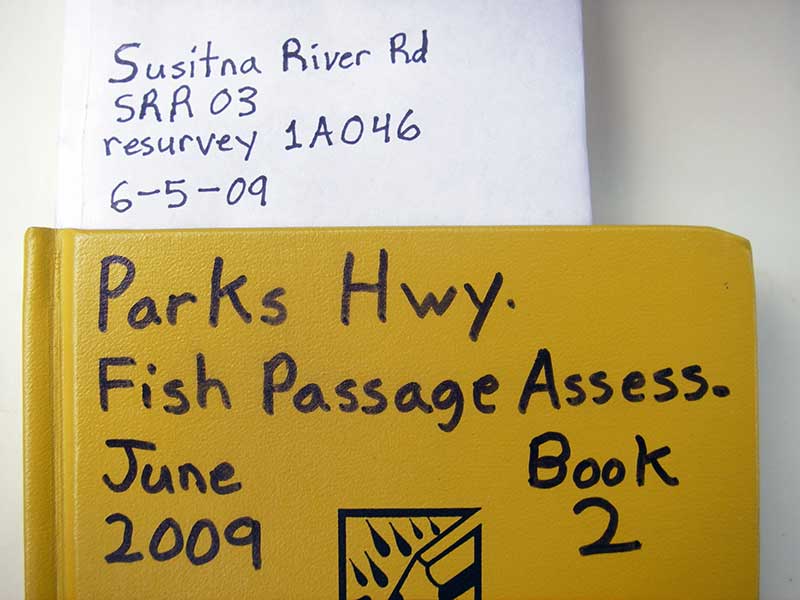 Susitna River Rd
SRR 03
resurvey 1A046
6-5-09
Parks Hwy.
Fish Passage Assess.
June Book
2009 2